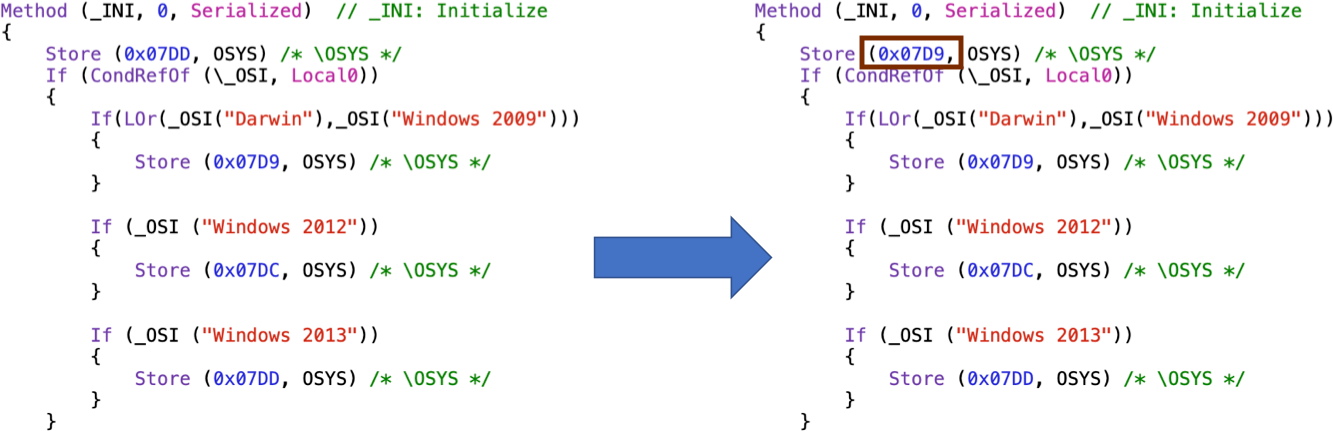 Method (_INI, 0, Serialized)  // _INI: Initialize
{
    Store (0x07DD, OSYS) /* \OSYS */
    If (CondRefOf (\_OSI, Local0))
    {
        If(LOr(_OSI("Darwin"),_OSI("Windows 2009")))
        {
            Store (0x07D9, OSYS) /* \OSYS */
        }

        If (_OSI ("Windows 2012"))
        {
            Store (0x07DC, OSYS) /* \OSYS */
        }

        If (_OSI ("Windows 2013"))
        {
            Store (0x07DD, OSYS) /* \OSYS */
        }
    }
Method (_INI, 0, Serialized)  // _INI: Initialize
{
    Store (0x07D9, OSYS) /* \OSYS */
    If (CondRefOf (\_OSI, Local0))
    {
        If(LOr(_OSI("Darwin"),_OSI("Windows 2009")))
        {
            Store (0x07D9, OSYS) /* \OSYS */
        }

        If (_OSI ("Windows 2012"))
        {
            Store (0x07DC, OSYS) /* \OSYS */
        }

        If (_OSI ("Windows 2013"))
        {
            Store (0x07DD, OSYS) /* \OSYS */
        }
    }